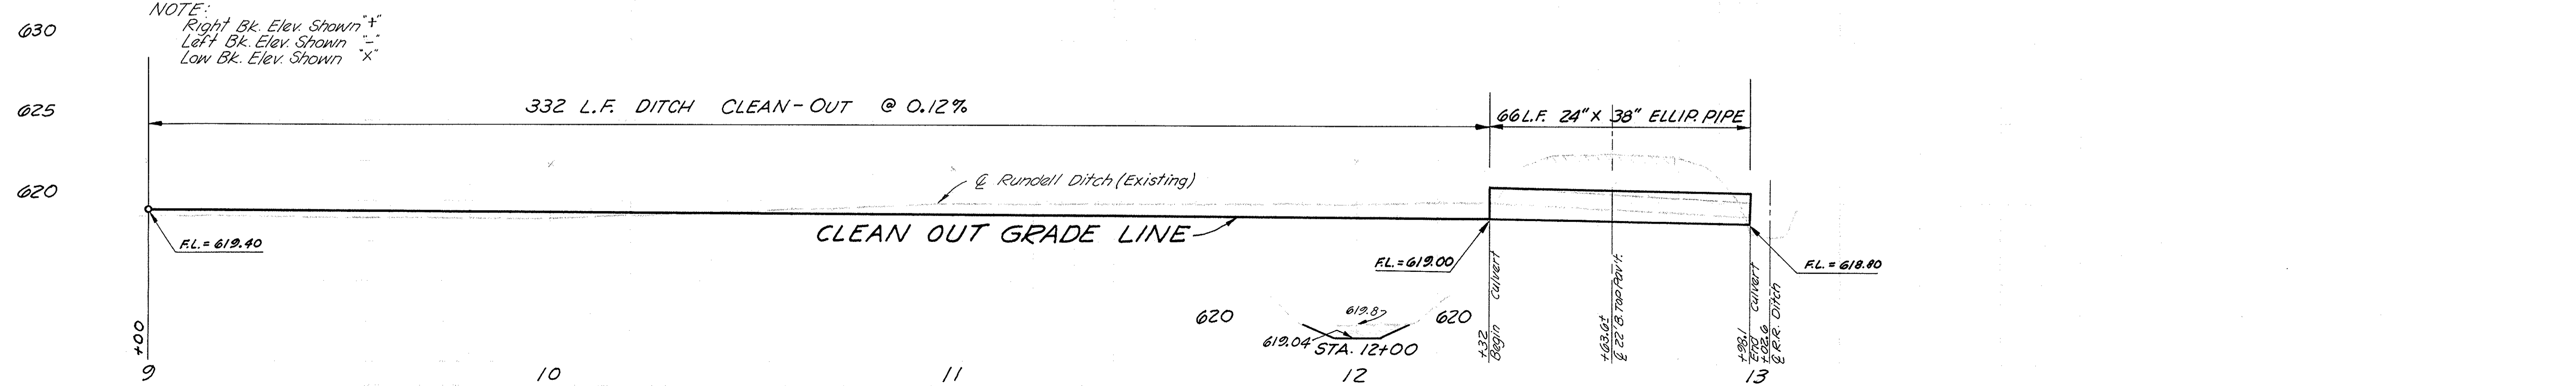 NOTE:
Right Bk. Elev. Shown "+"
Left Bk. Elev. Shown "-"
Low Bk. Elev. Shown "x"
630
625
620
332 L.F. DITCH CLEAN-OUT @ 0.12%
66 L.F. 24" X 38" ELLIP. PIPE
℄ Rundell Ditch (Existing)
CLEAN OUT GRADE LINE
F.L. = 619.40
F.L. = 619.00
F.L. = 618.80
620
619.8
620
619.04
STA. 12+00
+00
+32
Begin Culvert
+63.6±
℄ 22' B. TOP PAV'T.
+98.1
End Culvert
+02.6
℄ R.R. Ditch
9
10
11
12
13